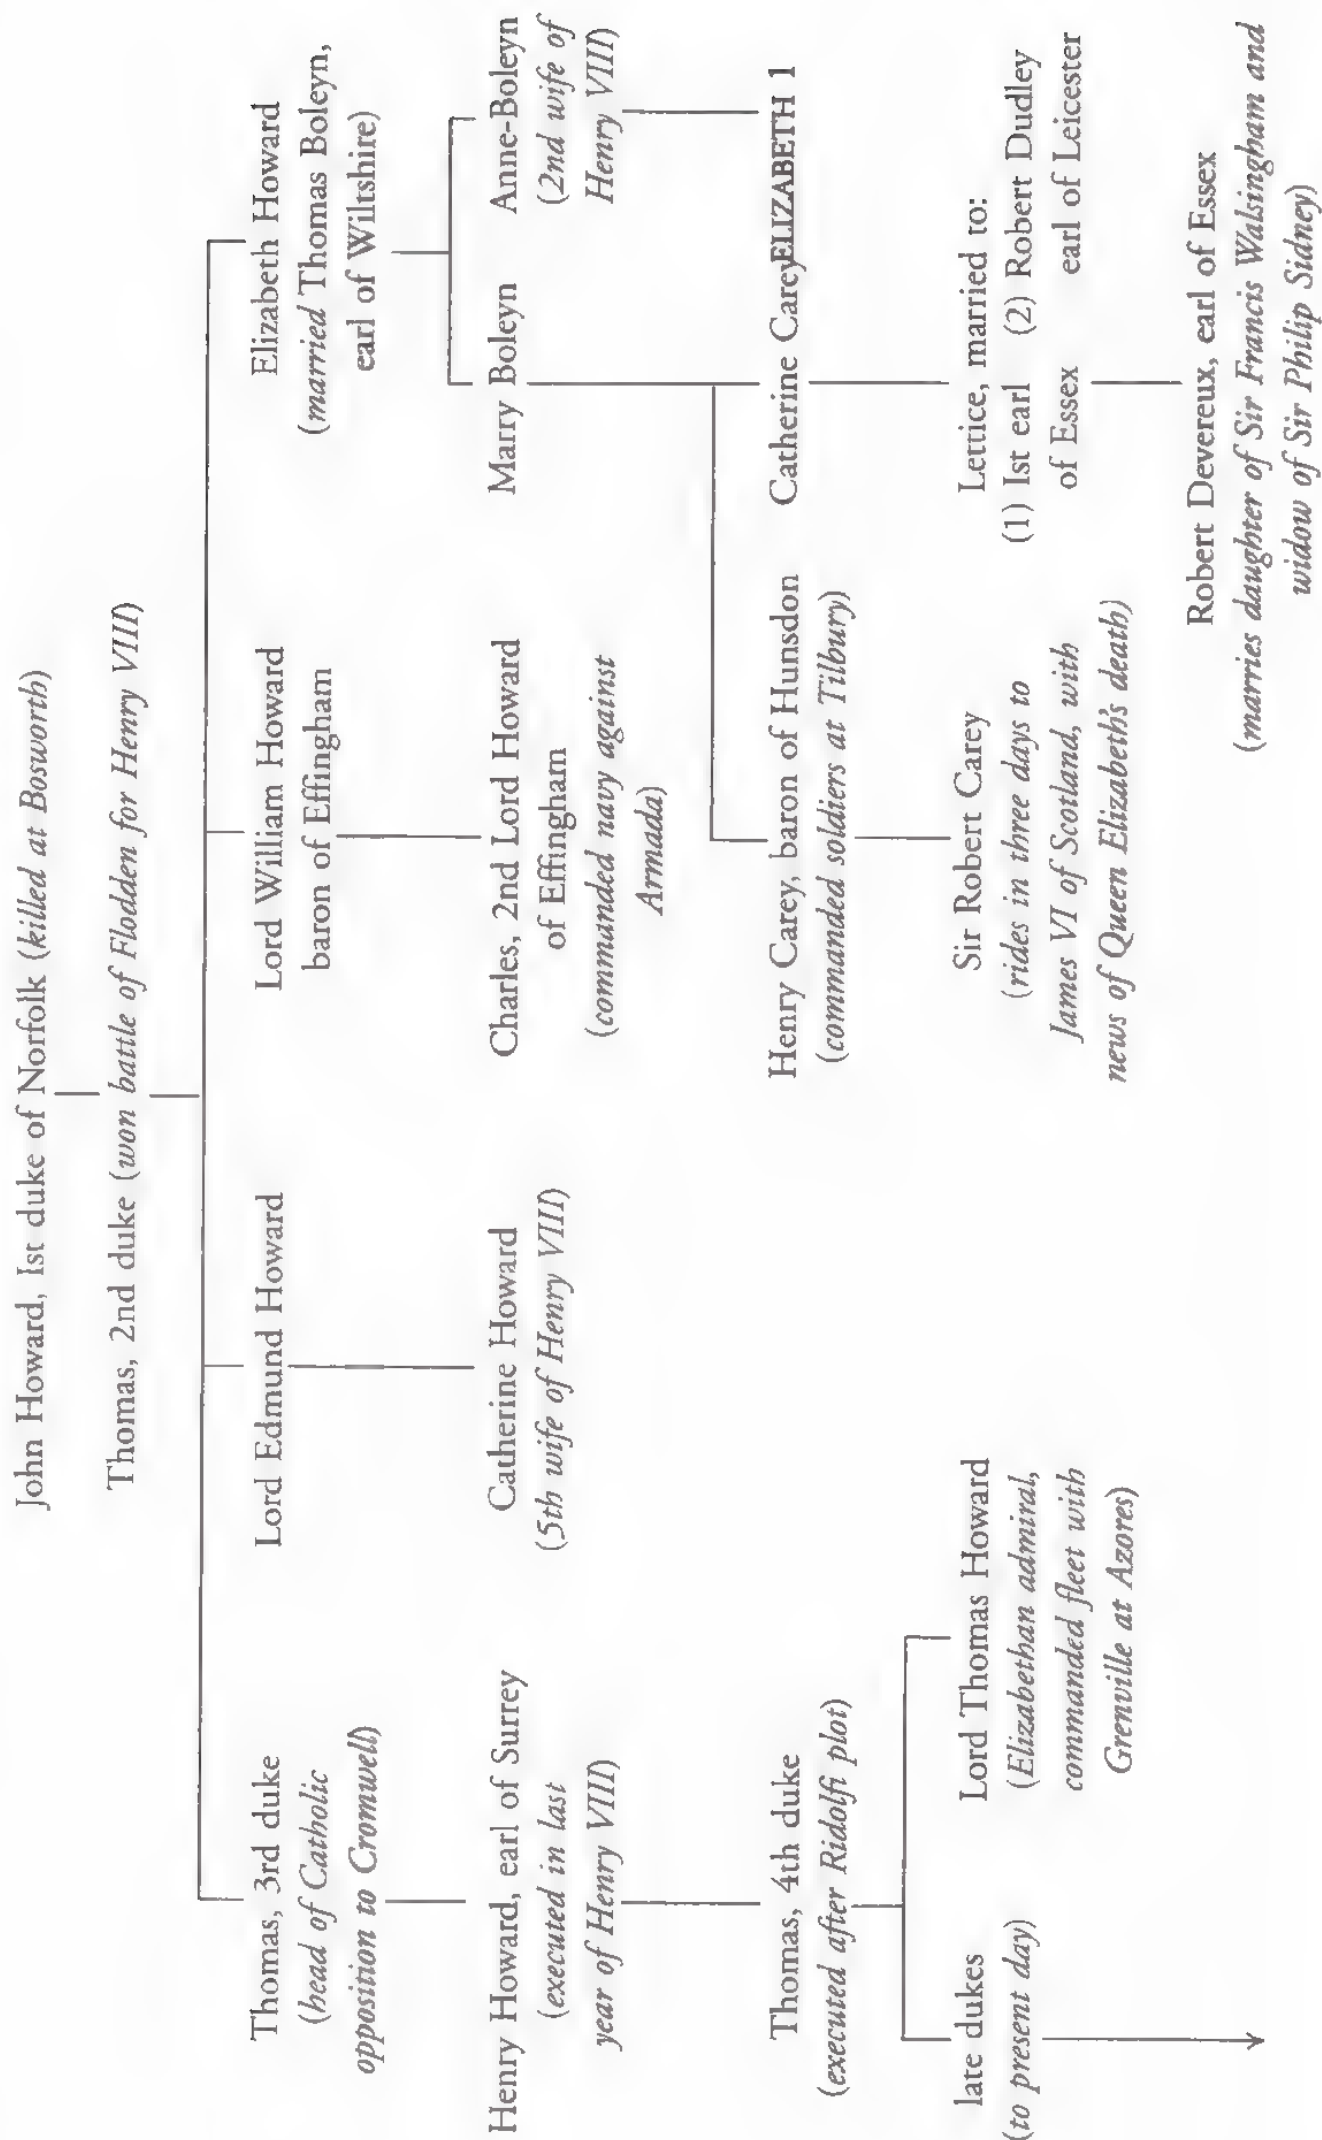 John Howard, Ist duke of Norfolk (killed at Bosworth)
Thomas, 2nd duke (won battle of Flodden for Henry VIII)
Thomas, 3rd duke
(head of Catholic
opposition to Cromwell)
Lord Edmund Howard
Lord William Howard
baron of Effingham
Elizabeth Howard
(married Thomas Boleyn,
earl of Wiltshire)
Henry Howard, earl of Surrey
(executed in last
year of Henry VIII)
Catherine Howard
(5th wife of Henry VIII)
Charles, 2nd Lord Howard
of Effingham
(commanded navy against
Armada)
Marry Boleyn
Anne-Boleyn
(2nd wife of
Henry VIII)
Thomas, 4th duke
(executed after Ridolfi plot)
Henry Carey, baron of Hunsdon
(commanded soldiers at Tilbury)
Catherine Carey
ELIZABETH 1
late dukes
(to present day)
Lord Thomas Howard
(Elizabethan admiral,
commanded fleet with
Grenville at Azores)
Sir Robert Carey
(rides in three days to
James VI of Scotland, with
news of Queen Elizabeth's death)
Lettice, married to:
(1) Ist earl (2) Robert Dudley
of Essex earl of Leicester
Robert Devereux, earl of Essex
(marries daughter of Sir Francis Walsingham and
widow of Sir Philip Sidney)